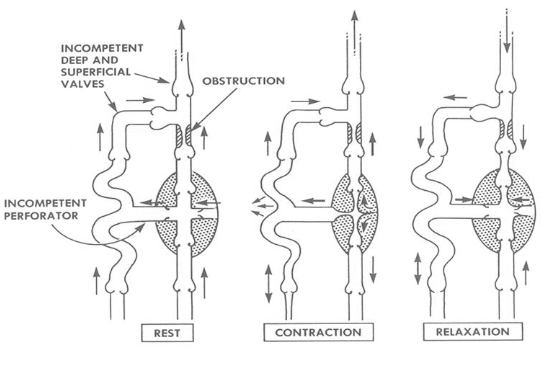 INCOMPETENT
DEEP AND
SUPERFICIAL
VALVES
OBSTRUCTION
INCOMPETENT
PERFORATOR
REST
CONTRACTION
RELAXATION